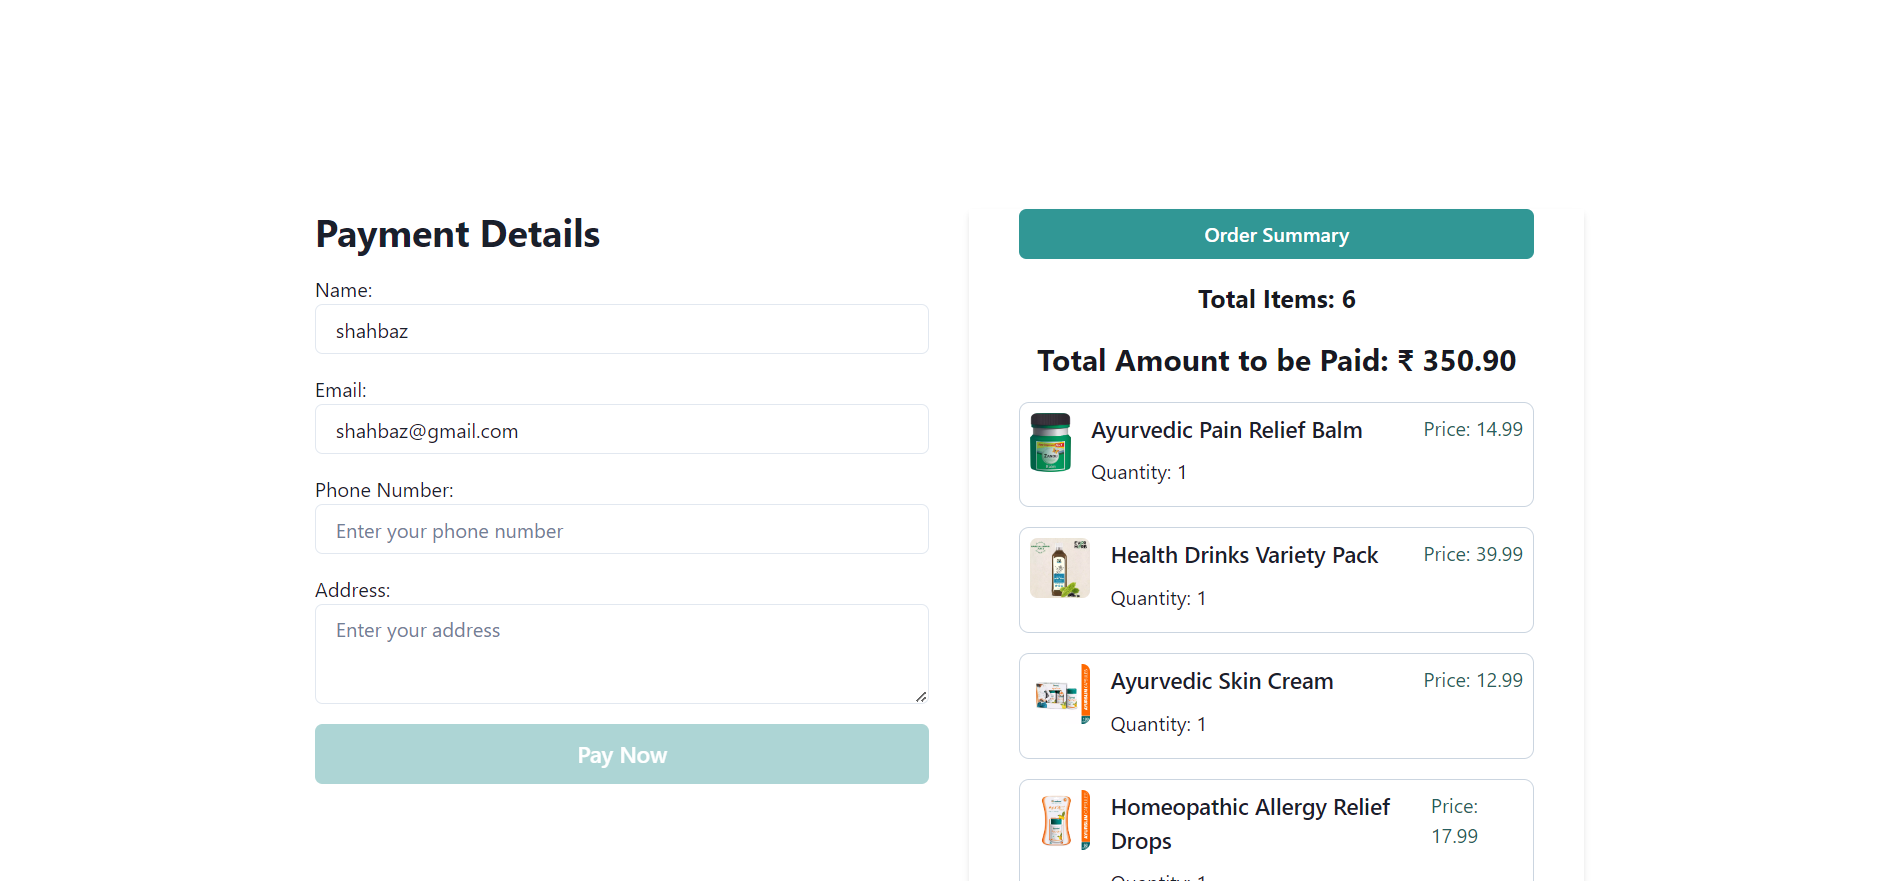 Payment Details
Name:
shahbaz
Email:
shahbaz@gmail.com
Phone Number:
Enter your phone number
Address:
Enter your address
Pay Now
Order Summary
Total Items: 6
Total Amount to be Paid: ₹ 350.90
Ayurvedic Pain Relief Balm
Price: 14.99
Quantity: 1
Health Drinks Variety Pack
Price: 39.99
Quantity: 1
Ayurvedic Skin Cream
Price: 12.99
Quantity: 1
Homeopathic Allergy Relief
Drops
Price:
17.99
Quantity: 1